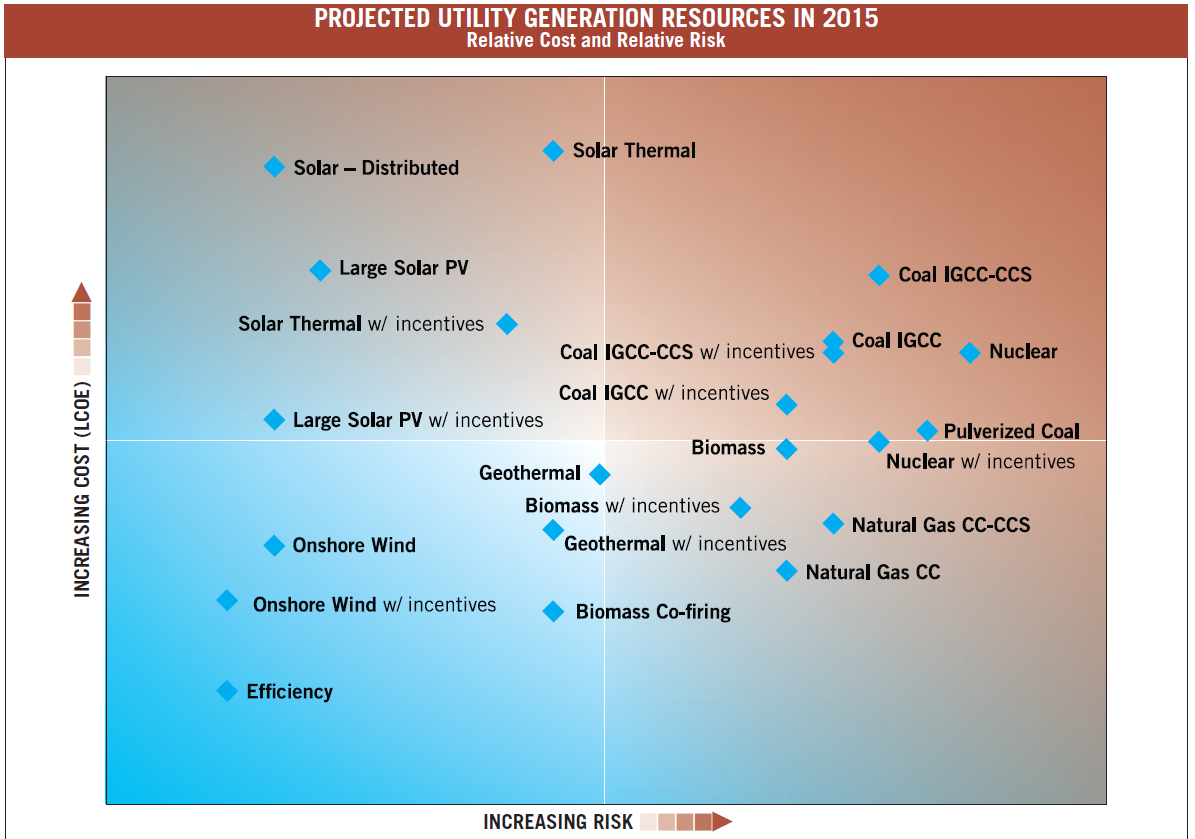 PROJECTED UTILITY GENERATION RESOURCES IN 2015
Relative Cost and Relative Risk
Solar Thermal
Solar – Distributed
Large Solar PV
Coal IGCC-CCS
Solar Thermal w/ incentives
Coal IGCC
Coal IGCC-CCS w/ incentives
Nuclear
Coal IGCC w/ incentives
Large Solar PV w/ incentives
Pulverized Coal
Biomass
Nuclear w/ incentives
Geothermal
Biomass w/ incentives
Natural Gas CC-CCS
Geothermal w/ incentives
Onshore Wind
Natural Gas CC
Onshore Wind w/ incentives
Biomass Co-firing
Efficiency
INCREASING COST (LCOE)
INCREASING RISK